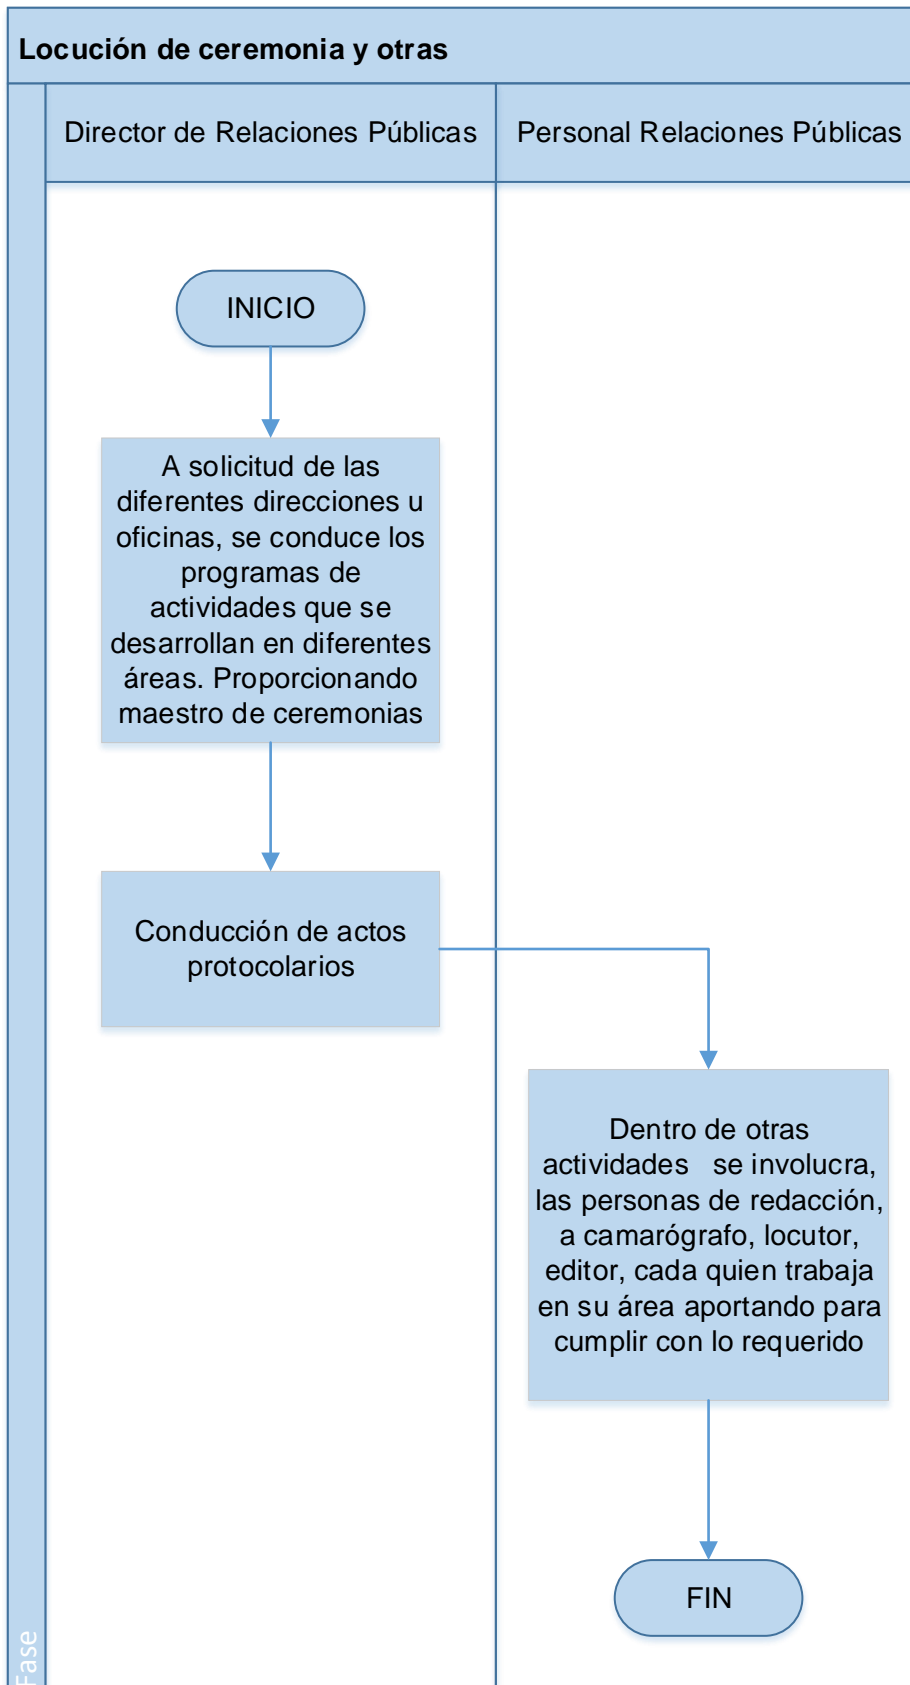 Locución de ceremonia y otras
Director de Relaciones Públicas
Personal Relaciones Públicas
INICIO
A solicitud de las
diferentes direcciones u
oficinas, se conduce los
programas de
actividades que se
desarrollan en diferentes
áreas. Proporcionando
maestro de ceremonias
Conducción de actos
protocolarios
Dentro de otras
actividades se involucra,
las personas de redacción,
a camarógrafo, locutor,
editor, cada quien trabaja
en su área aportando para
cumplir con lo requerido
FIN
Fase